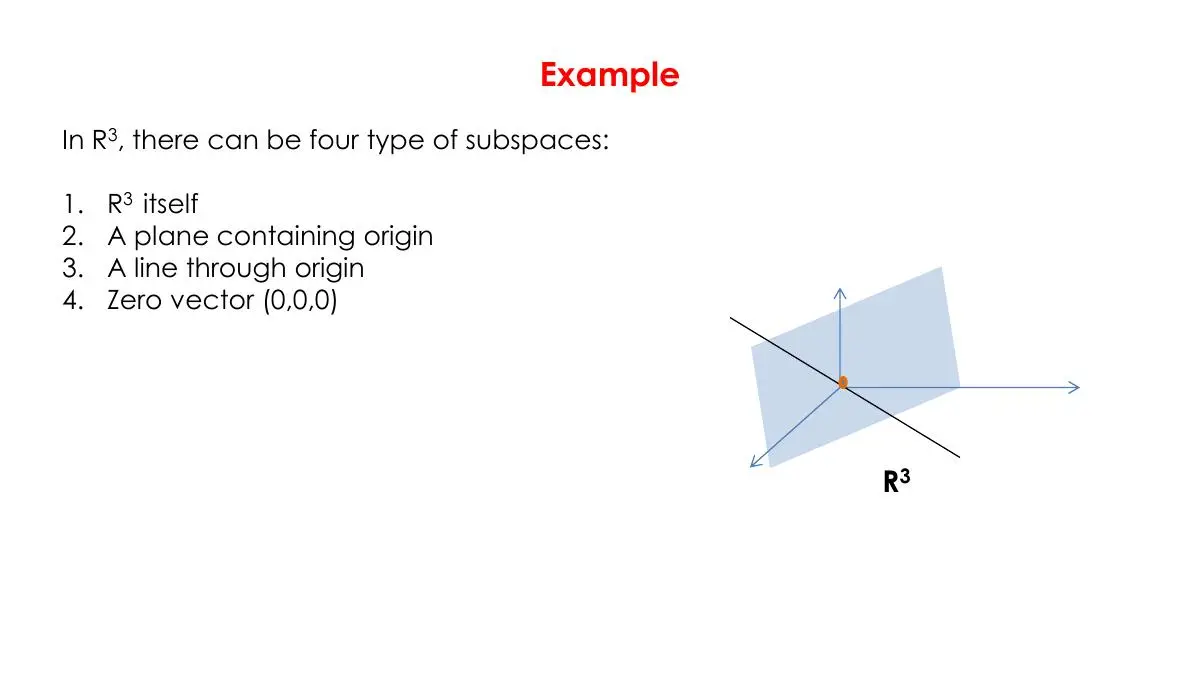 Example
In R³, there can be four type of subspaces:
1. R³ itself
2. A plane containing origin
3. A line through origin
4. Zero vector (0,0,0)
R³